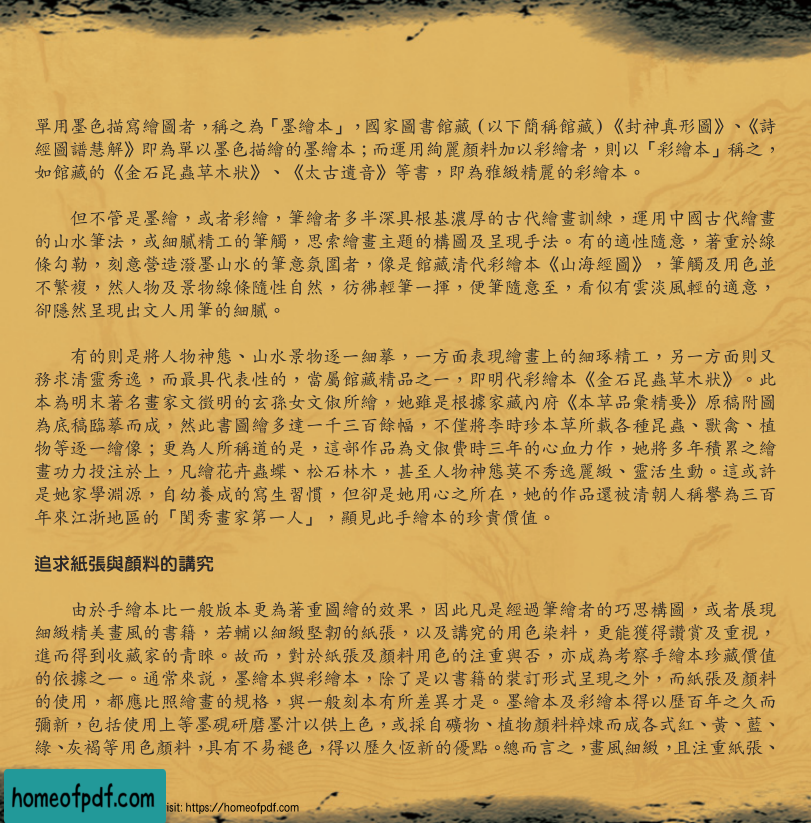 單用墨色描寫繪圖者，稱之為「墨繪本」，國家圖書館藏（以下簡稱館藏）《封神真形圖》、《詩
經圖譜慧解》即為單以墨色描繪的墨繪本；而運用絢麗顏料加以彩繪者，則以「彩繪本」稱之，
如館藏的《金石昆蟲草木狀》、《太古遺音》等書，即為雅緻精麗的彩繪本。
但不管是墨繪，或者彩繪，筆繪者多半深具根基濃厚的古代繪畫訓練，運用中國古代繪畫
的山水筆法，或細膩精工的筆觸，思索繪畫主題的構圖及呈現手法。有的適性隨意，著重於線
條勾勒，刻意營造潑墨山水的筆意氛圍者，像是館藏清代彩繪本《山海經圖》，筆觸及用色並
不繁複，然人物及景物線條隨性自然，彷彿輕筆一揮，便筆隨意至，看似有雲淡風輕的適意，
卻隱然呈現出文人用筆的細膩。
有的則是將人物神態、山水景物逐一細摹，一方面表現繪畫上的細琢精工，另一方面則又
務求清靈秀逸，而最具代表性的，當屬館藏精品之一，即明代彩繪本《金石昆蟲草木狀》。此
本為明末著名畫家文徵明的玄孫女文俶所繪，她雖是根據家藏內府《本草品彙精要》原稿附圖
為底稿臨摹而成，然此書圖繪多達一千三百餘幅，不僅將李時珍本草所載各種昆蟲、獸禽、植
物等逐一繪像；更為人所稱道的是，這部作品為文俶費時三年的心血力作，她將多年積累之繪
畫功力投注於上，凡繪花卉蟲蝶、松石林木，甚至人物神態莫不秀逸麗緻、靈活生動。這或許
是她家學淵源，自幼養成的寫生習慣，但卻是她用心之所在，她的作品還被清朝人稱譽為三百
年來江浙地區的「閨秀畫家第一人」，顯見此手繪本的珍貴價值。
追求紙張與顏料的講究
由於手繪本比一般版本更為著重圖繪的效果，因此凡是經過筆繪者的巧思構圖，或者展現
細緻精美畫風的書籍，若輔以細緻堅韌的紙張，以及講究的用色染料，更能獲得讚賞及重視，
進而得到收藏家的青睞。故而，對於紙張及顏料用色的注重與否，亦成為考察手繪本珍藏價值
的依據之一。通常來說，墨繪本與彩繪本，除了是以書籍的裝訂形式呈現之外，而紙張及顏料
的使用，都應比照繪畫的規格，與一般刻本有所差異才是。墨繪本及彩繪本得以歷百年之久而
彌新，包括使用上等墨硯研磨墨汁以供上色，或採自礦物、植物顏料粹煉而成各式紅、黃、藍、
綠、灰褐等用色顏料，具有不易褪色，得以歷久恆新的優點。總而言之，畫風細緻，且注重紙張、
homeofpdf.com
isit: https://homeofpdf.com